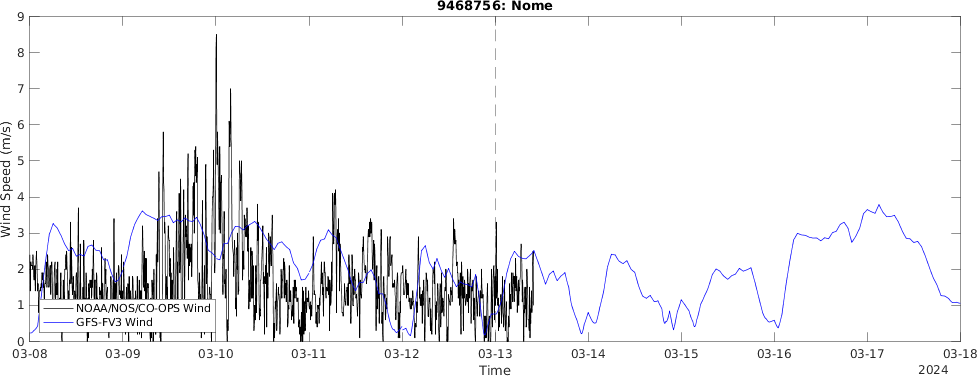 9468756: Nome
9
8
7
6
5
4
3
2
1
0
Wind Speed (m/s)
NOAA/NOS/CO-OPS Wind
GFS-FV3 Wind
03-08 03-09 03-10 03-11 03-12 03-13 03-14 03-15 03-16 03-17 03-18
Time
2024